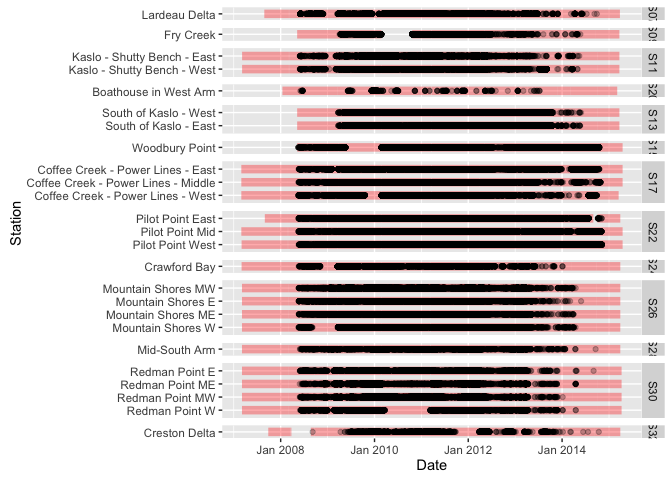 Lardeau Delta
Fry Creek
Kaslo - Shutty Bench - East
Kaslo - Shutty Bench - West
S11
Boathouse in West Arm
South of Kaslo - West
South of Kaslo - East
S13
Woodbury Point
Coffee Creek - Power Lines - East
Coffee Creek - Power Lines - Middle
Coffee Creek - Power Lines - West
S17
Pilot Point East
Pilot Point Mid
Pilot Point West
S22
Crawford Bay
Mountain Shores MW
Mountain Shores E
Mountain Shores ME
Mountain Shores W
S26
Mid-South Arm
Redman Point E
Redman Point ME
Redman Point MW
Redman Point W
S30
Creston Delta
Station
Jan 2008 Jan 2010 Jan 2012 Jan 2014
Date